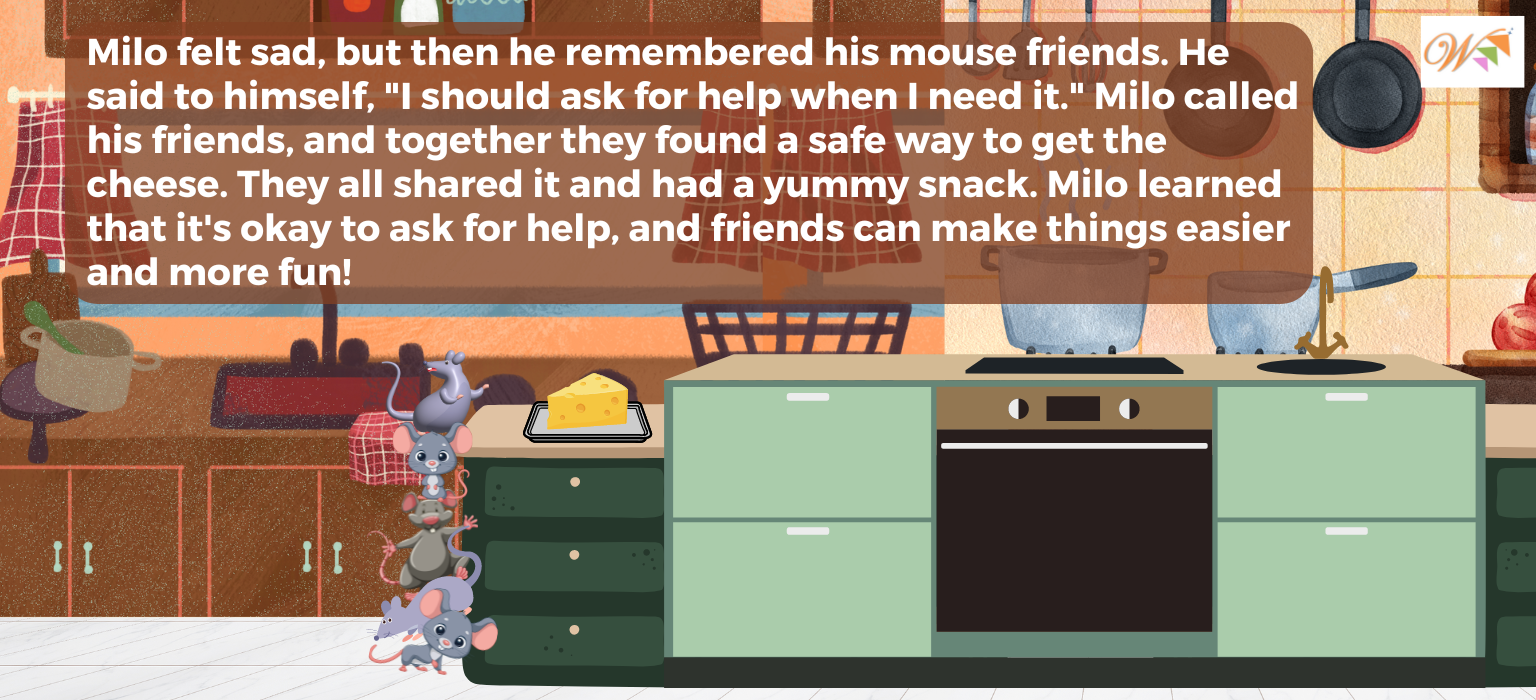 Milo felt sad, but then he remembered his mouse friends. He
said to himself, "I should ask for help when I need it." Milo called
his friends, and together they found a safe way to get the
cheese. They all shared it and had a yummy snack. Milo learned
that it's okay to ask for help, and friends can make things easier
and more fun!
W